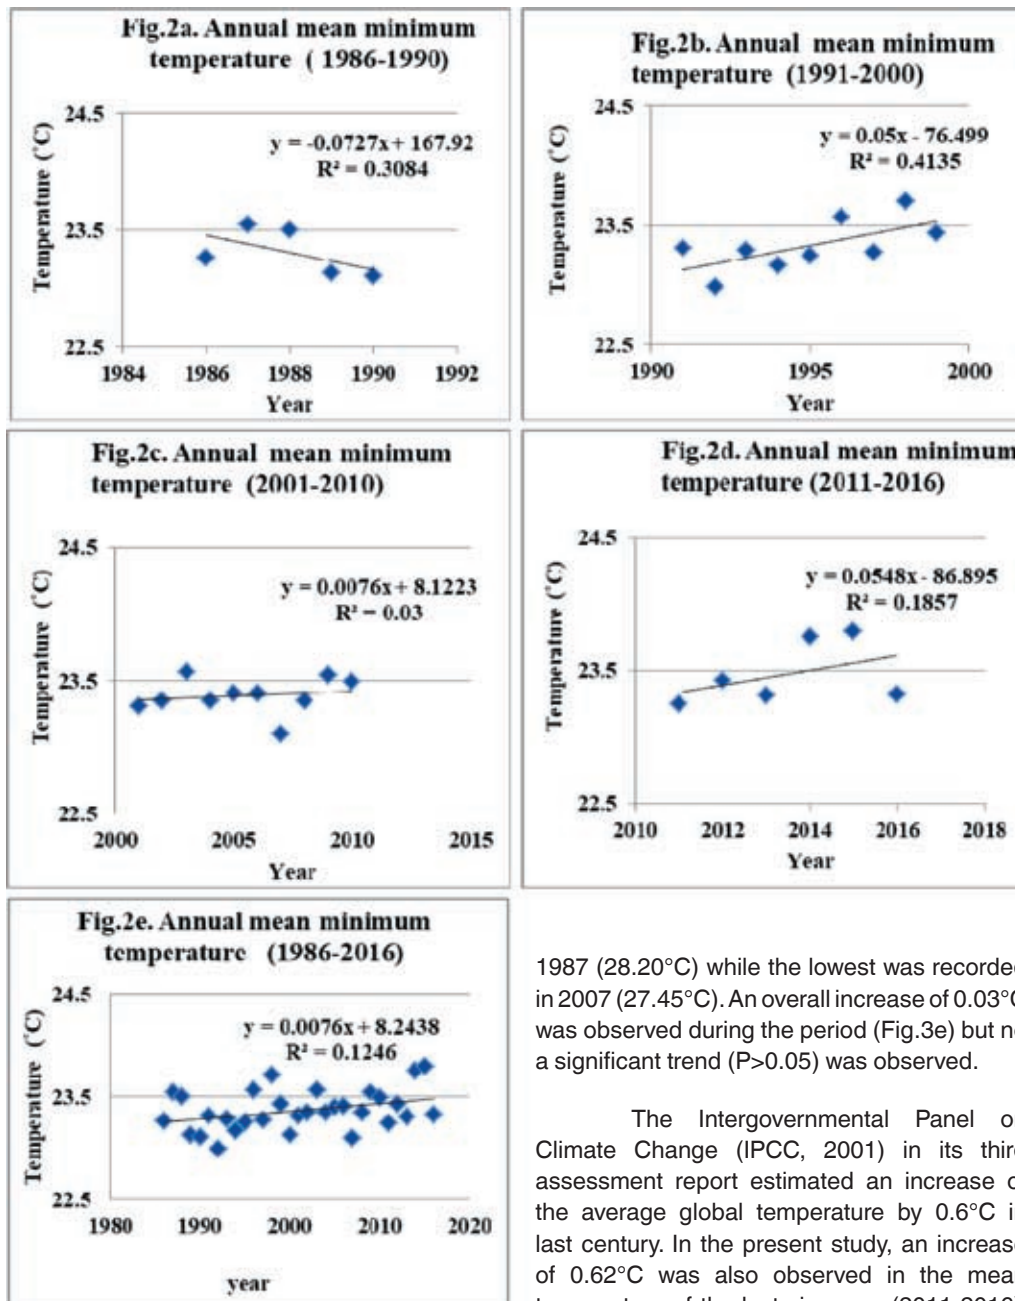 Fig.2a. Annual mean minimum
temperature ( 1986-1990)
Temperature (˚C)
24.5
23.5
22.5
y = -0.0727x + 167.92
R² = 0.3084
1984 1986 1988 1990 1992
Year
Fig.2b. Annual mean minimum
temperature (1991-2000)
Temperature (˚C)
24.5
23.5
22.5
y = 0.05x - 76.499
R² = 0.4135
1990 1995 2000
Year
Fig.2c. Annual mean minimum
temperature (2001-2010)
Temperature (˚C)
24.5
23.5
22.5
y = 0.0076x + 8.1223
R² = 0.03
2000 2005 2010 2015
Year
Fig.2d. Annual mean minimum
temperature (2011-2016)
Temperature (˚C)
24.5
23.5
22.5
y = 0.0548x - 86.895
R² = 0.1857
2010 2012 2014 2016 2018
Year
Fig.2e. Annual mean minimum
temperature (1986-2016)
Temperature (˚C)
24.5
23.5
22.5
y = 0.0076x + 8.2438
R² = 0.1246
1980 1990 2000 2010 2020
year
1987 (28.20°C) while the lowest was recorded
in 2007 (27.45°C). An overall increase of 0.03°C
was observed during the period (Fig.3e) but
a significant trend (P>0.05) was observed.
The Intergovernmental Panel
Climate Change (IPCC, 2001) in its third
assessment report estimated an increase
the average global temperature by 0.6°C
last century. In the present study, an increase
of 0.62°C was also observed in the